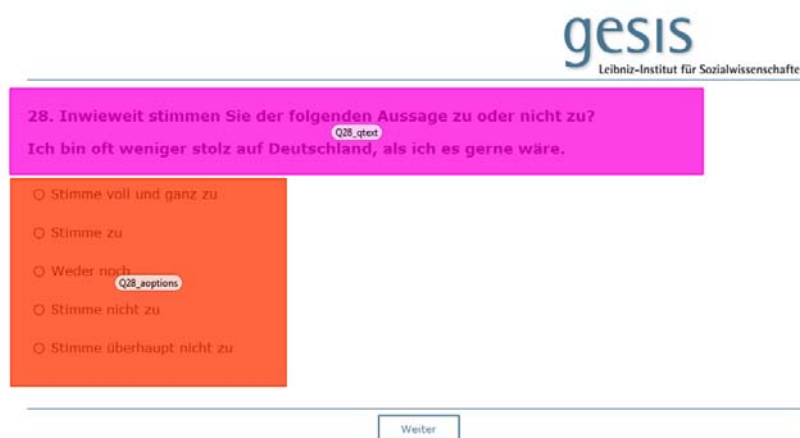 gesis
Leibniz-Institut für Sozialwissenschafte
28. Inwieweit stimmen Sie der folgenden Aussage zu oder nicht zu?
Q28_qtext
Ich bin oft weniger stolz auf Deutschland, als ich es gerne wäre.
Stimme voll und ganz zu
Stimme zu
Weder noch
Q28_aoptions
Stimme nicht zu
Stimme überhaupt nicht zu
Weiter